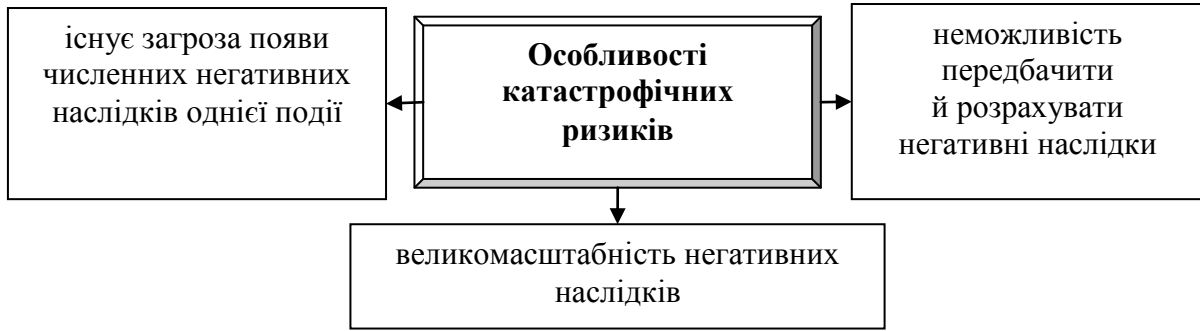 існує загроза появи
численних негативних
наслідків однієї події
Особливості
катастрофічних
ризиків
неможливість
передбачити
й розрахувати
негативні наслідки
великомасштабність негативних
наслідків